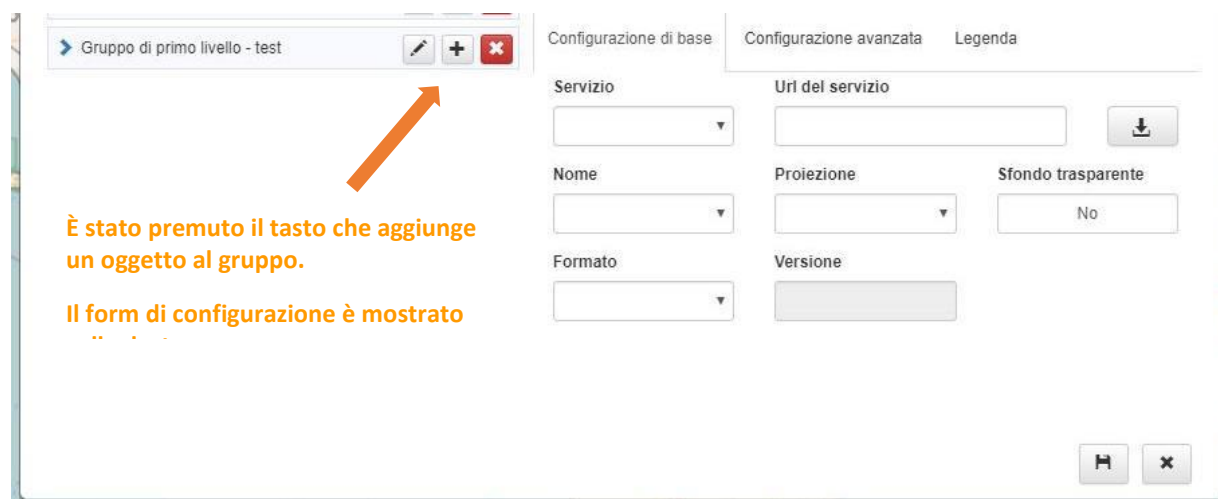 Gruppo di primo livello - test
Configurazione di base
Configurazione avanzata
Legenda
Servizio
Url del servizio
Nome
Proiezione
Sfondo trasparente
No
Formato
Versione
È stato premuto il tasto che aggiunge
un oggetto al gruppo.
Il form di configurazione è mostrato